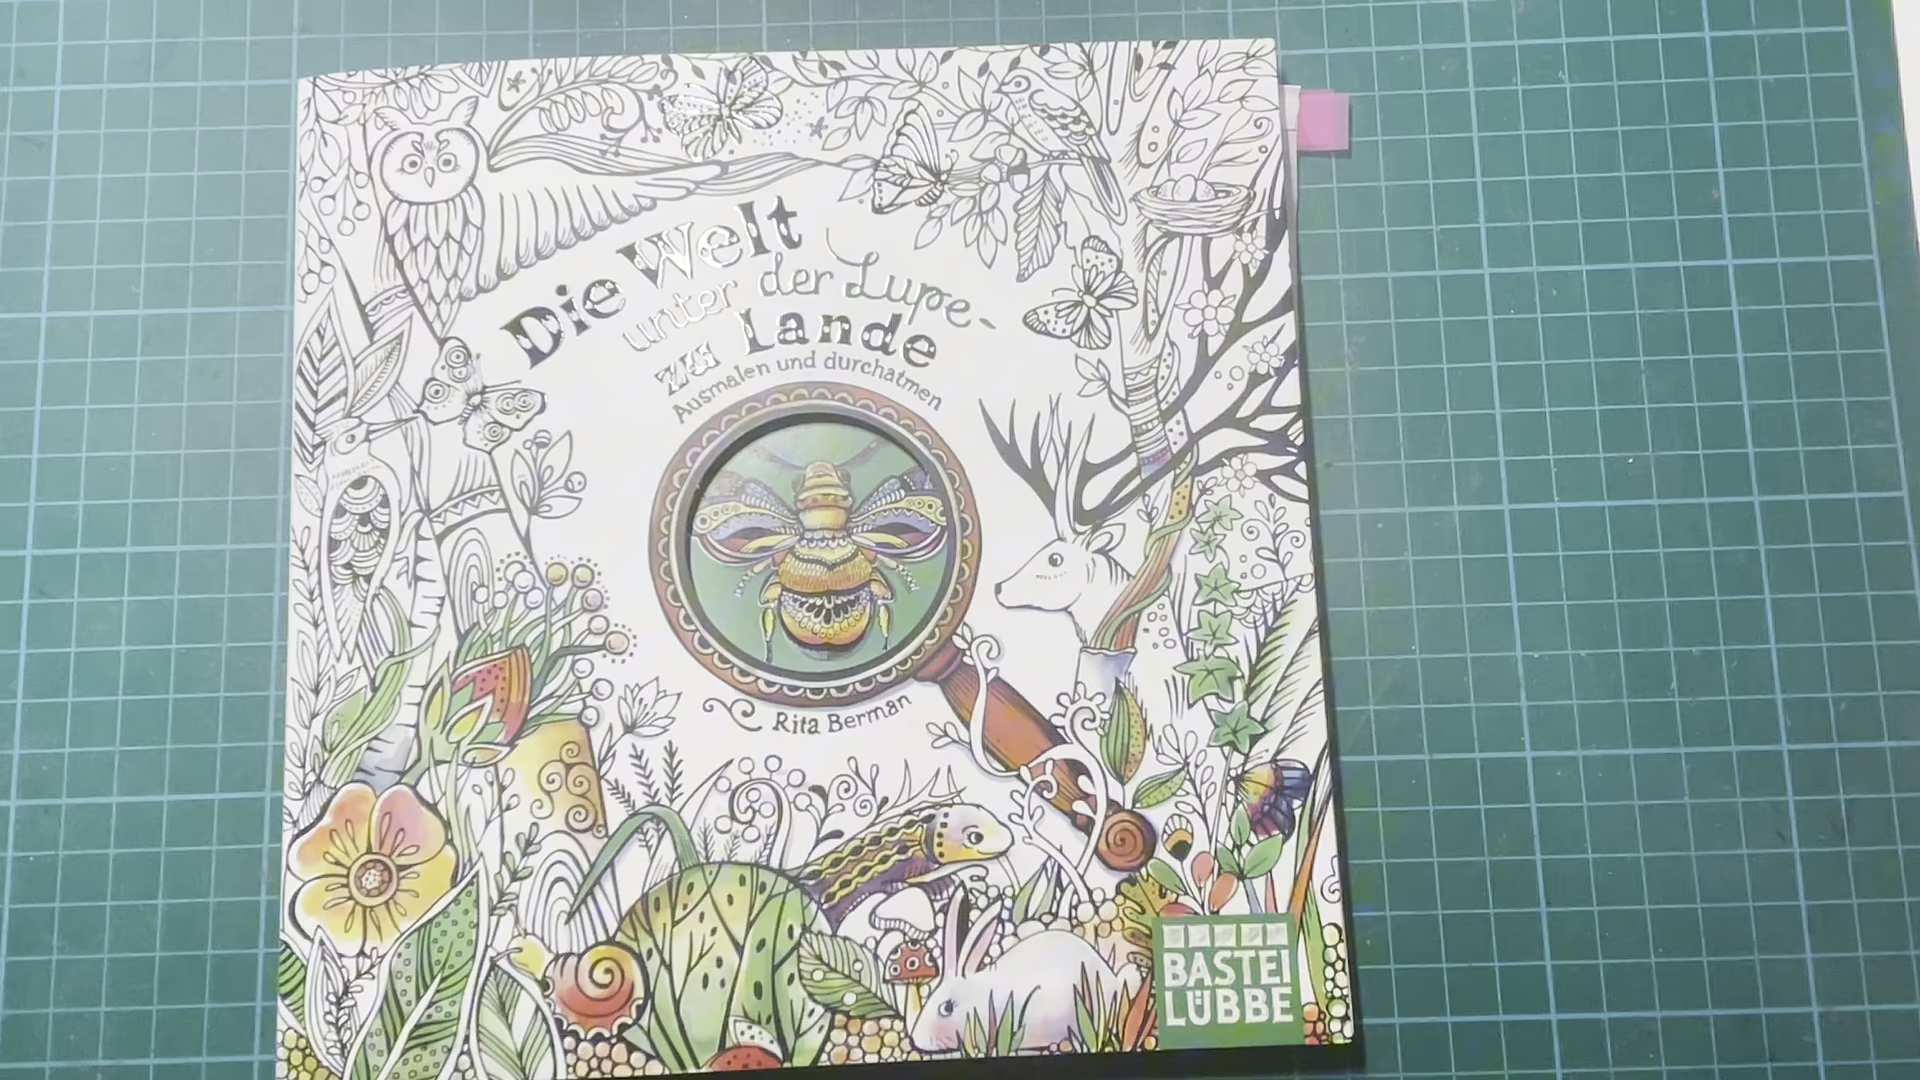 Die Welt
unter der Lupe-
zu Lande
Ausmalen und durchatmen
Rita Berman
BASTEI
LÜBBE